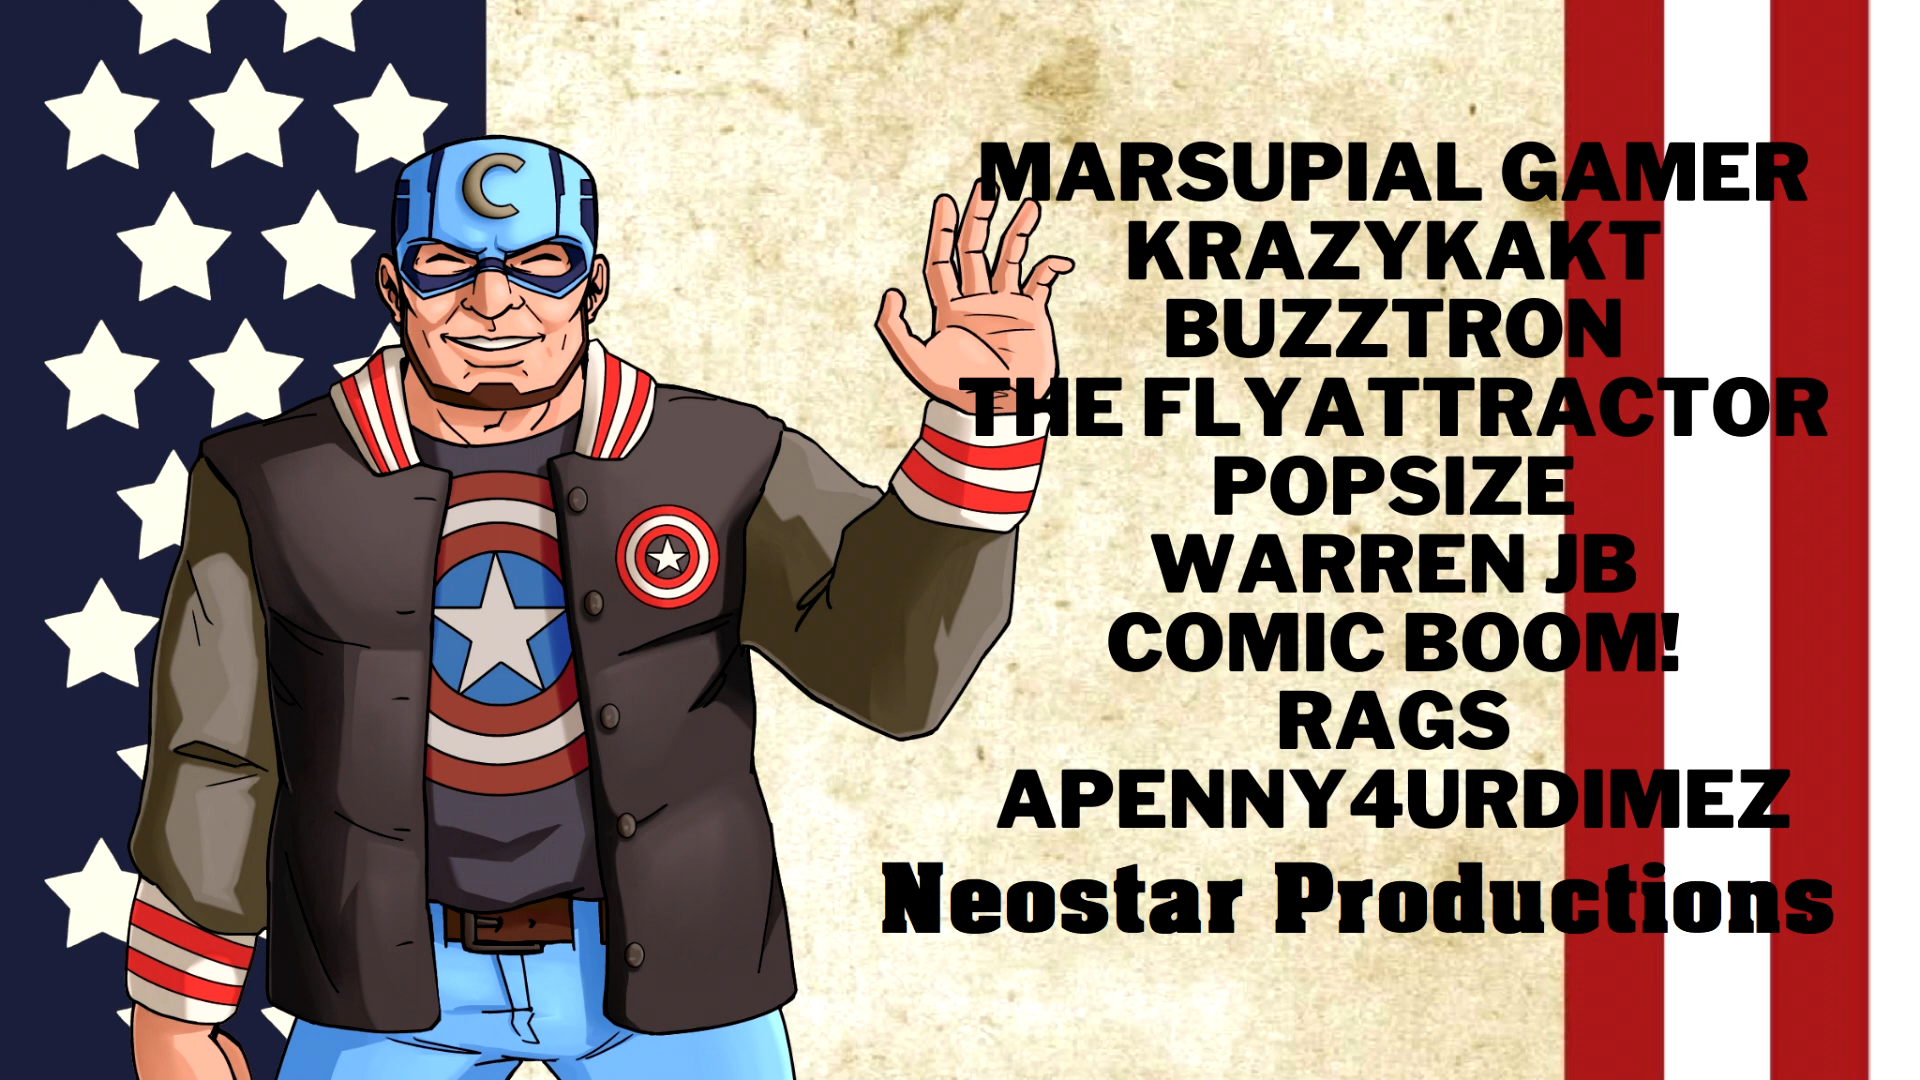 C
MARSUPIAL GAMER
KRAZYKAKT
BUZZTRON
THE FLYATTRACTOR
POPSIZE
WARREN JB
COMIC BOOM!
RAGS
APENNY4URDIMEZ
Neostar Productions